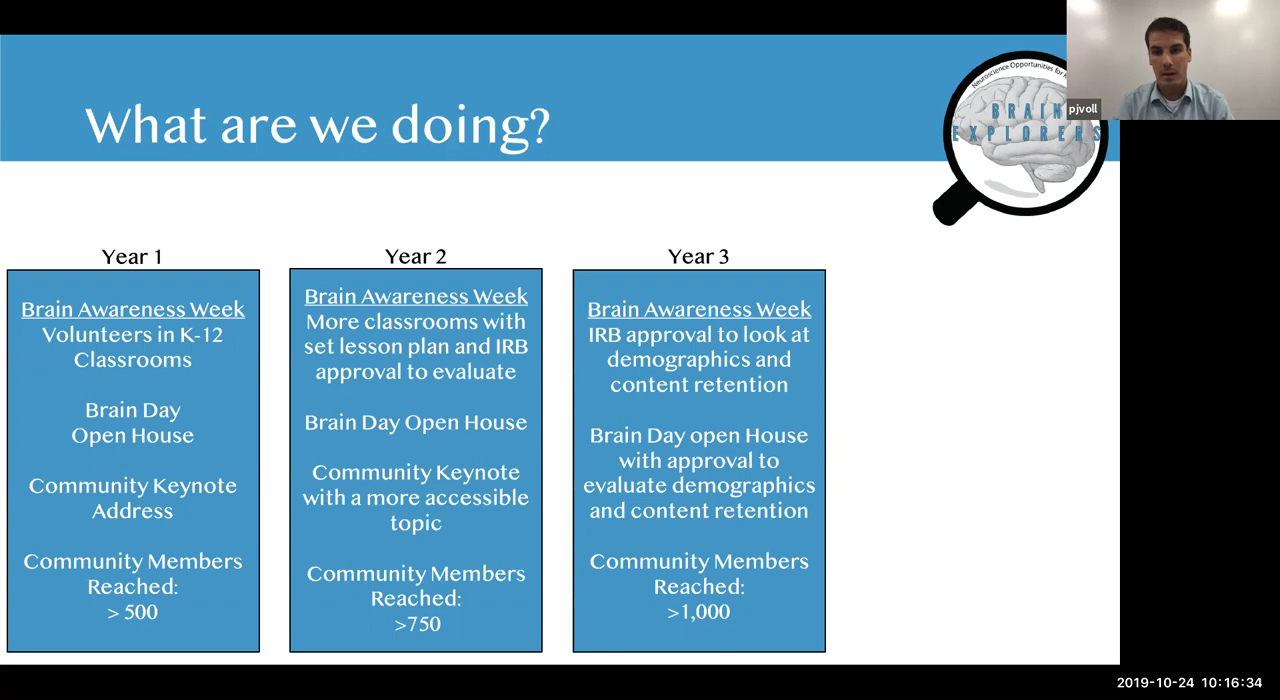 What are we doing?
Neuroscience Opportunities for
BRAIN
EXPLORERS
pjvoll
Year 1
Brain Awareness Week
Volunteers in K-12
Classrooms
Brain Day
Open House
Community Keynote
Address
Community Members
Reached:
> 500
Year 2
Brain Awareness Week
More classrooms with
set lesson plan and IRB
approval to evaluate
Brain Day Open House
Community Keynote
with a more accessible
topic
Community Members
Reached:
>750
Year 3
Brain Awareness Week
IRB approval to look at
demographics and
content retention
Brain Day open House
with approval to
evaluate demographics
and content retention
Community Members
Reached:
>1,000
2019-10-24 10:16:34